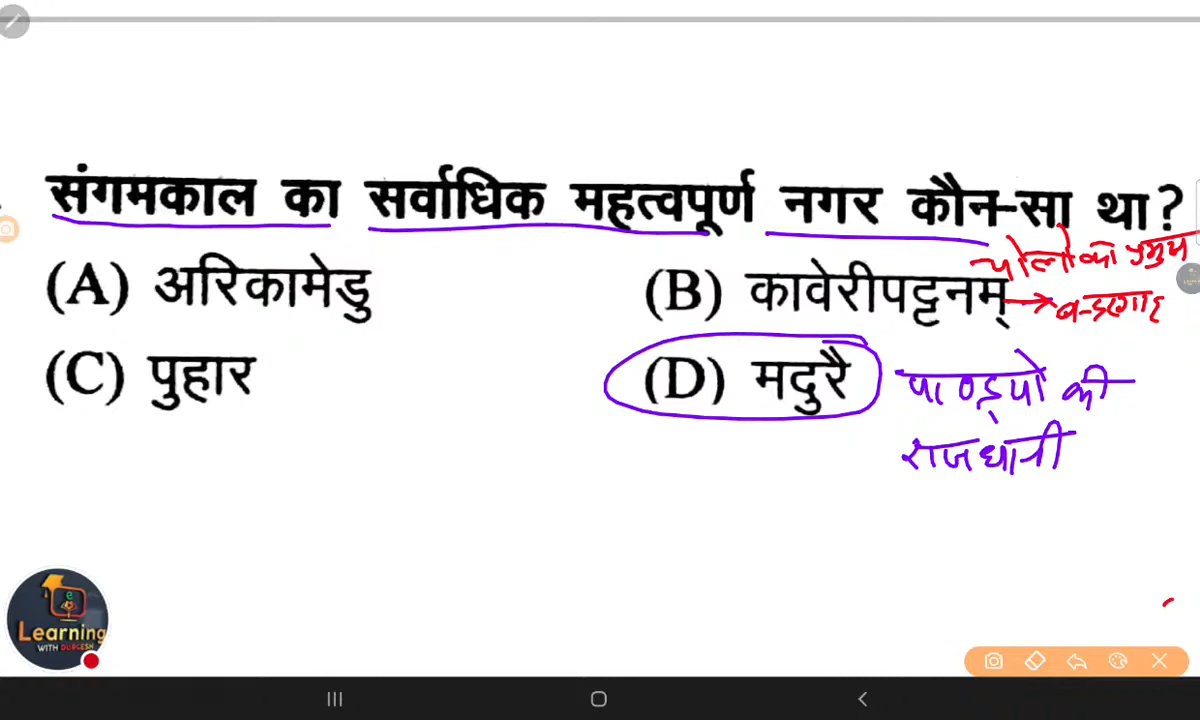 संगमकाल का सर्वाधिक महत्वपूर्ण नगर कौन-सा था?
चोलो का प्रमुख
(A) अरिकामेडु (B) कावेरीपट्टनम् → बन्दरगाह
(C) पुहार (D) मदुरै पाण्ड्यो की
राजधानी
e
Learning
WITH DURGESH